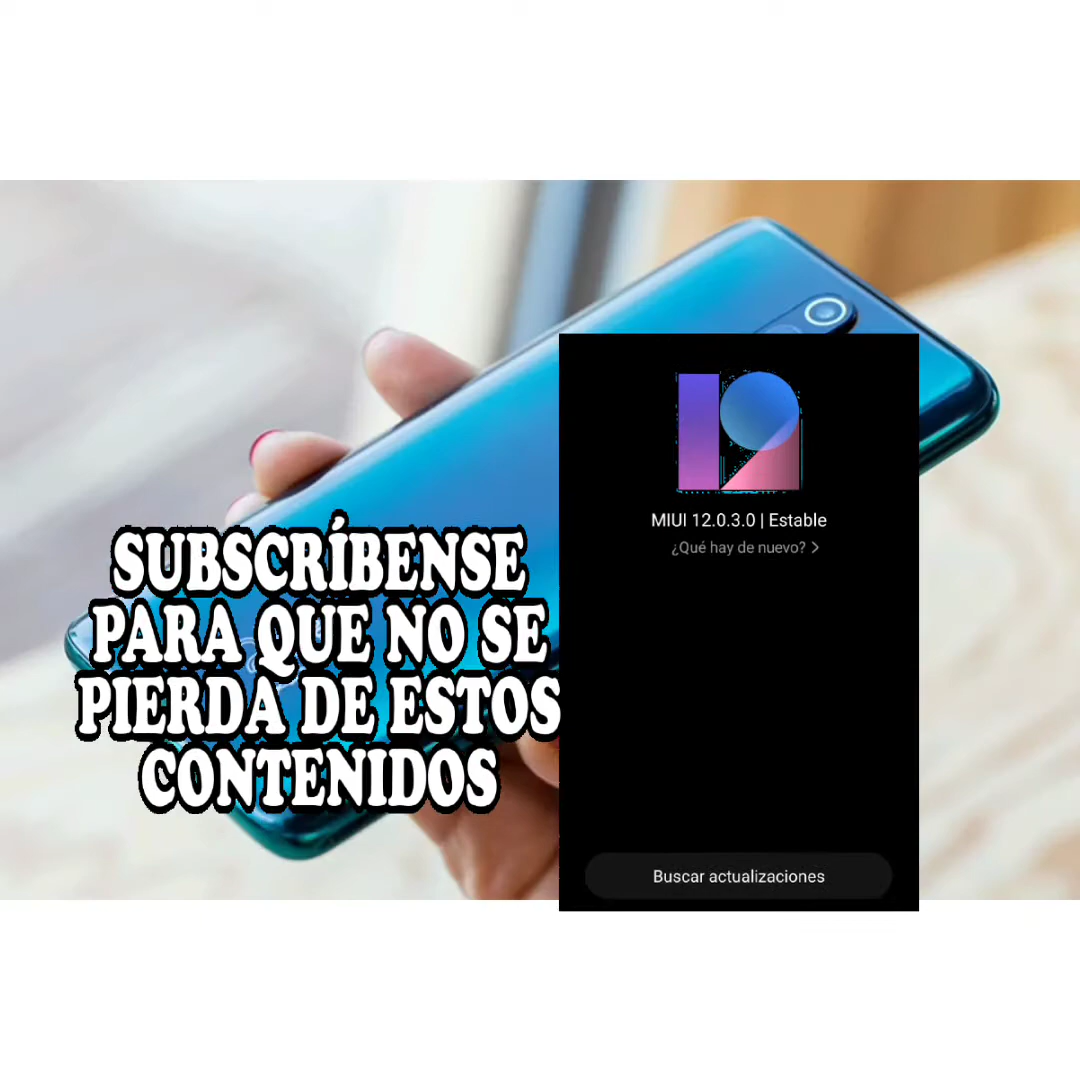 SUBSCRÍBENSE
PARA QUE NO SE
PIERDA DE ESTOS
CONTENIDOS
MIUI 12.0.3.0 | Estable
¿Qué hay de nuevo? >
Buscar actualizaciones